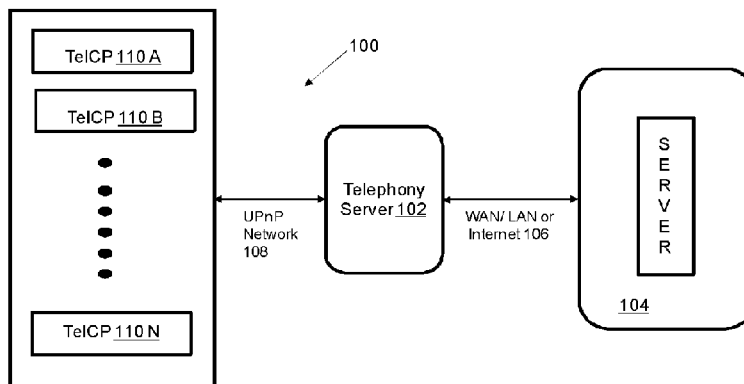 TelCP 110 A
TelCP 110 B
TelCP 110 N
100
UPnP
Network
108
Telephony
Server 102
WAN/ LAN or
Internet 106
SERVER
104